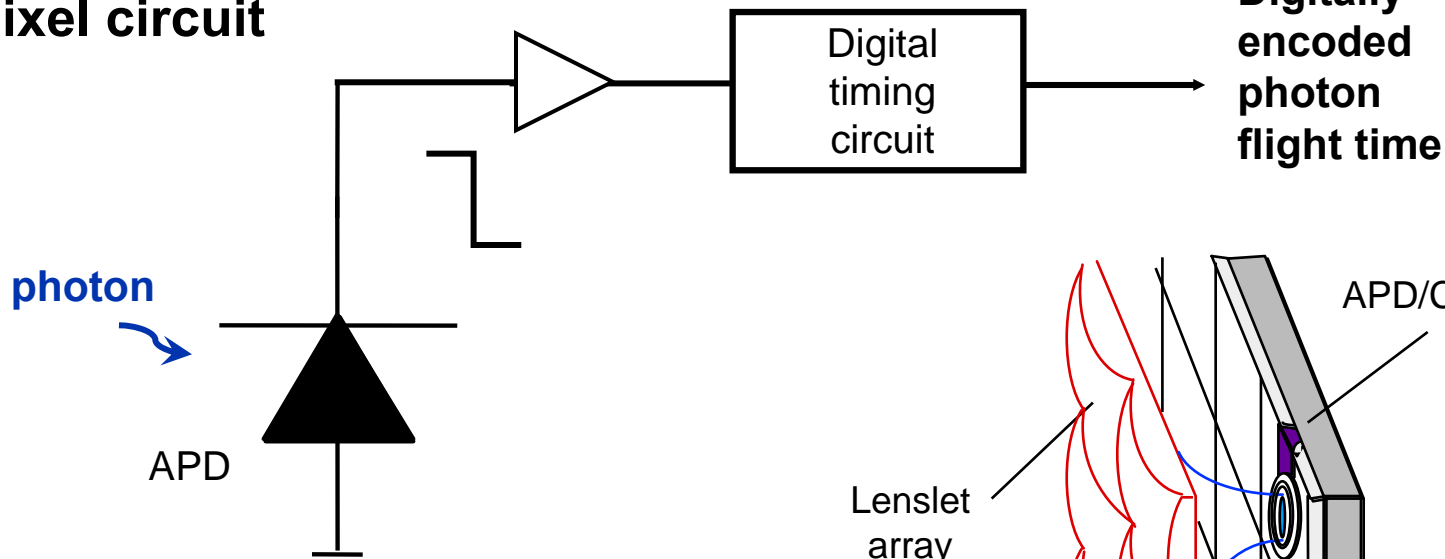 ixel circuit
Digital
timing
circuit
Digitally
encoded
photon
flight time
photon
APD
APD/C
Lenslet
array